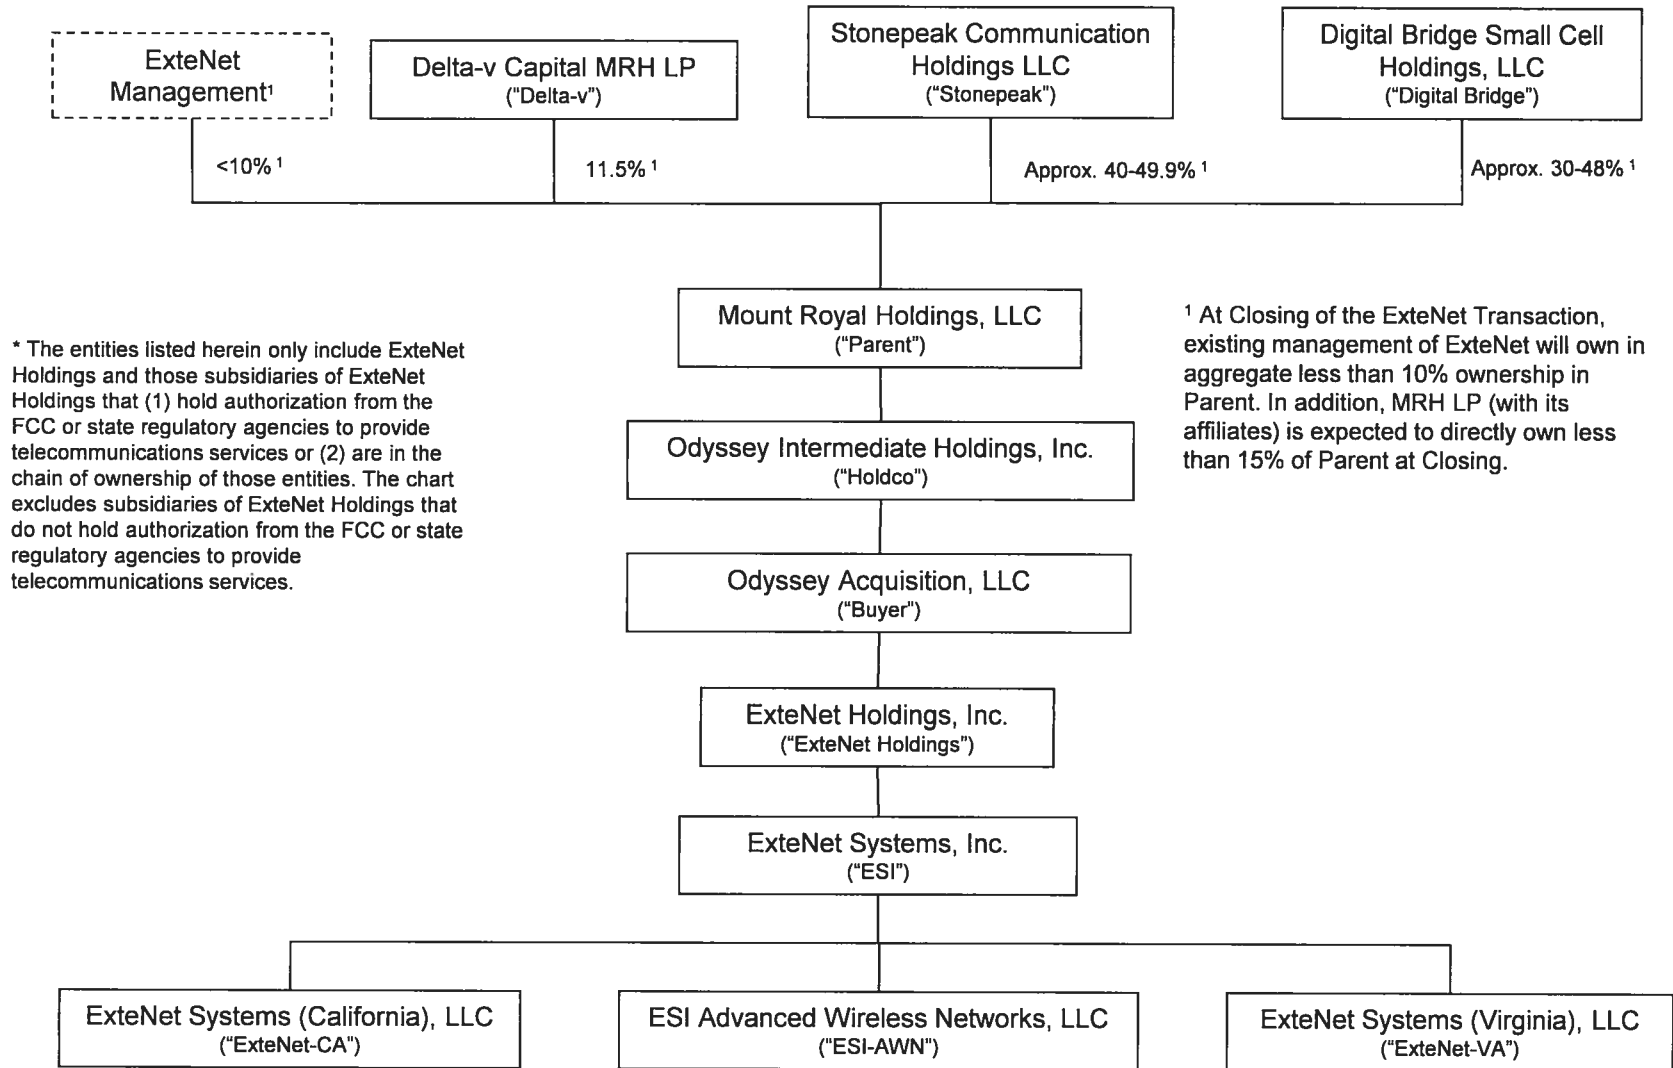 ExteNet
Management¹
Delta-v Capital MRH LP
("Delta-v")
Stonepeak Communication
Holdings LLC
("Stonepeak")
Digital Bridge Small Cell
Holdings, LLC
("Digital Bridge")
<10% ¹
11.5% ¹
Approx. 40-49.9% ¹
Approx. 30-48% ¹
Mount Royal Holdings, LLC
("Parent")
* The entities listed herein only include ExteNet
Holdings and those subsidiaries of ExteNet
Holdings that (1) hold authorization from the
FCC or state regulatory agencies to provide
telecommunications services or (2) are in the
chain of ownership of those entities. The chart
excludes subsidiaries of ExteNet Holdings that
do not hold authorization from the FCC or state
regulatory agencies to provide
telecommunications services.
¹ At Closing of the ExteNet Transaction,
existing management of ExteNet will own in
aggregate less than 10% ownership in
Parent. In addition, MRH LP (with its
affiliates) is expected to directly own less
than 15% of Parent at Closing.
Odyssey Intermediate Holdings, Inc.
("Holdco")
Odyssey Acquisition, LLC
("Buyer")
ExteNet Holdings, Inc.
("ExteNet Holdings")
ExteNet Systems, Inc.
("ESI")
ExteNet Systems (California), LLC
("ExteNet-CA")
ESI Advanced Wireless Networks, LLC
("ESI-AWN")
ExteNet Systems (Virginia), LLC
("ExteNet-VA")